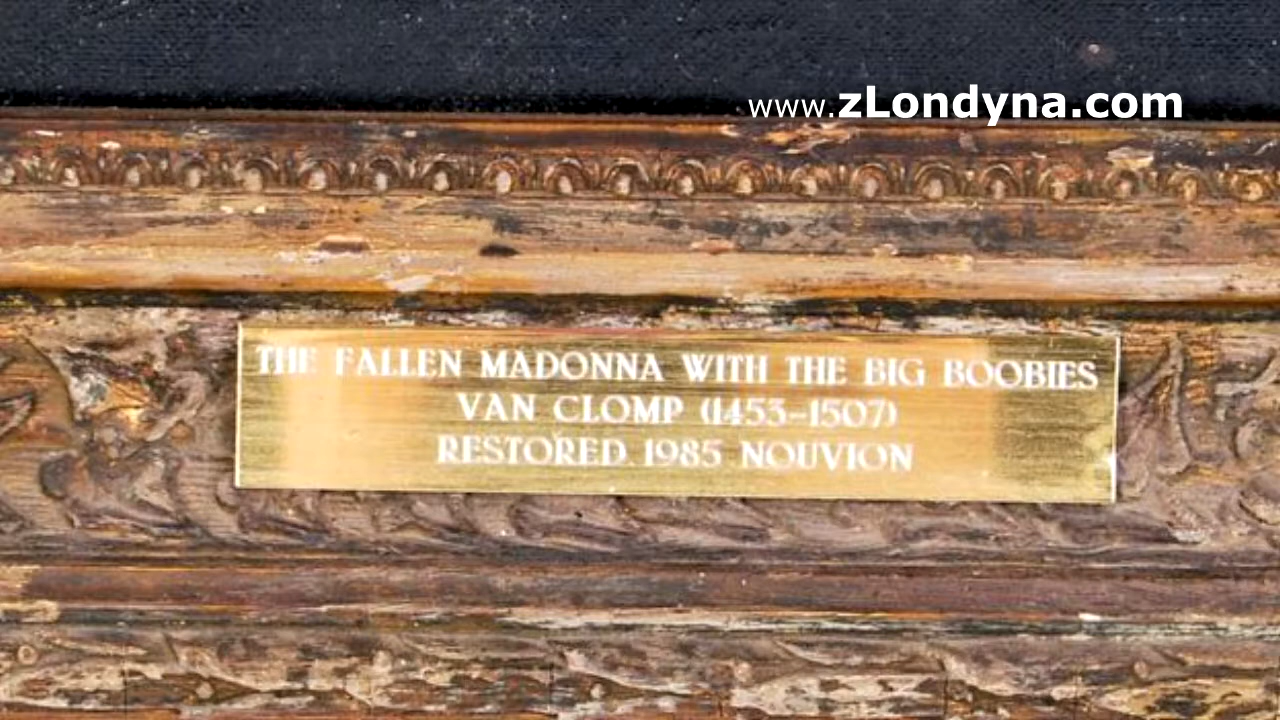 www.zLondyna.com
THE FALLEN MADONNA WITH THE BIG BOOBIES
VAN CLOMP (1453-1507)
RESTORED 1985 NOUVION